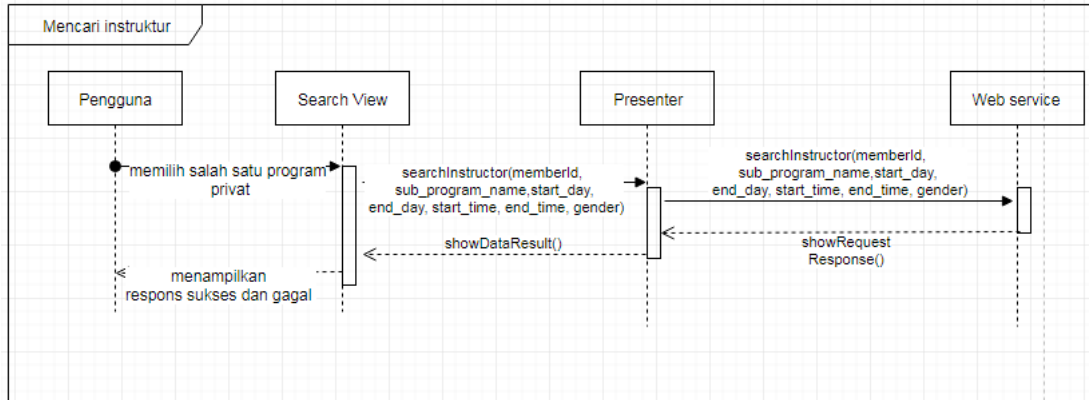 Mencari instruktur
Pengguna
Search View
Presenter
Web service
memilih salah satu program
privat
searchInstructor(memberId,
sub_program_name,start_day,
end_day, start_time, end_time, gender)
searchInstructor(memberId,
sub_program_name,start_day,
end_day, start_time, end_time, gender)
showDataResult()
showRequest
Response()
menampilkan
respons sukses dan gagal